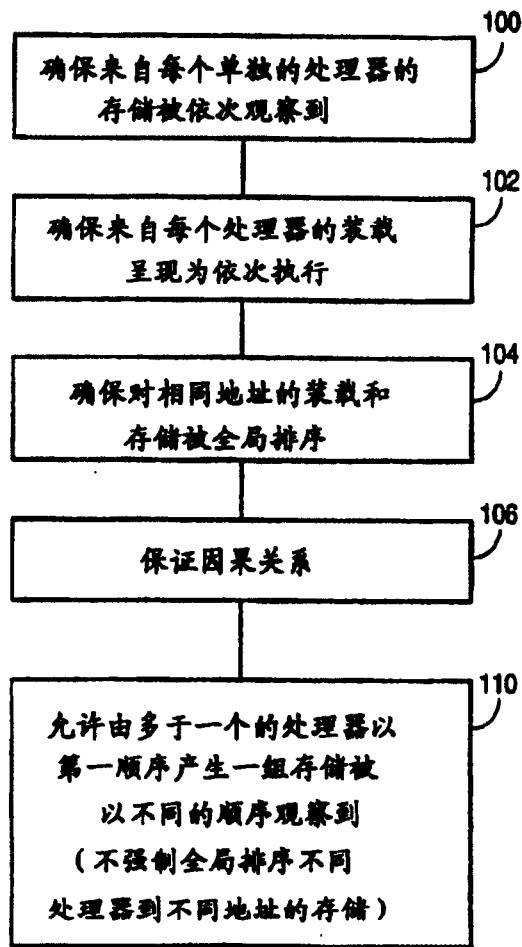 100
确保来自每个单独的处理器的
存储被依次观察到
102
确保来自每个处理器的装载
呈现为依次执行
104
确保对相同地址的装载和
存储被全局排序
106
保证因果关系
110
允许由多于一个的处理器以
第一顺序产生一组存储被
以不同的顺序观察到
(不强制全局排序不同
处理器到不同地址的存储)